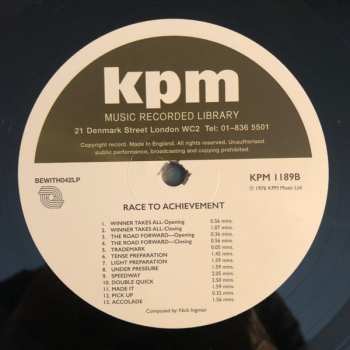 kpm
MUSIC RECORDED LIBRARY
21 Denmark Street London WC2 Tel: 01-836 5501
Copyright record. Made In England. All rights reserved. Unauthorised
public performance, broadcasting and copying prohibited.
BEWITH042LP
KPM 1189B
℗ 1976 KPM Music Ltd
RACE TO ACHIEVEMENT
1. WINNER TAKES ALL-Opening 0.56 mins.
2. WINNER TAKES ALL-Closing 1.07 mins.
3. THE ROAD FORWARD—Opening 0.36 mins.
4. THE ROAD FORWARD—Closing 0.56 mins.
5. TRADEMARK 0.05 mins.
6. TENSE PREPARATION 1.42 mins.
7. LIGHT PREPARATION 1.09 mins.
8. UNDER PRESSURE 1.59 mins.
9. SPEEDWAY 2.05 mins.
10. DOUBLE QUICK 2.50 mins.
11. MADE IT 1.59 mins.
12. PICK UP 0.32 mins.
13. ACCOLADE 1.56 mins.
Composed by Nick Ingman